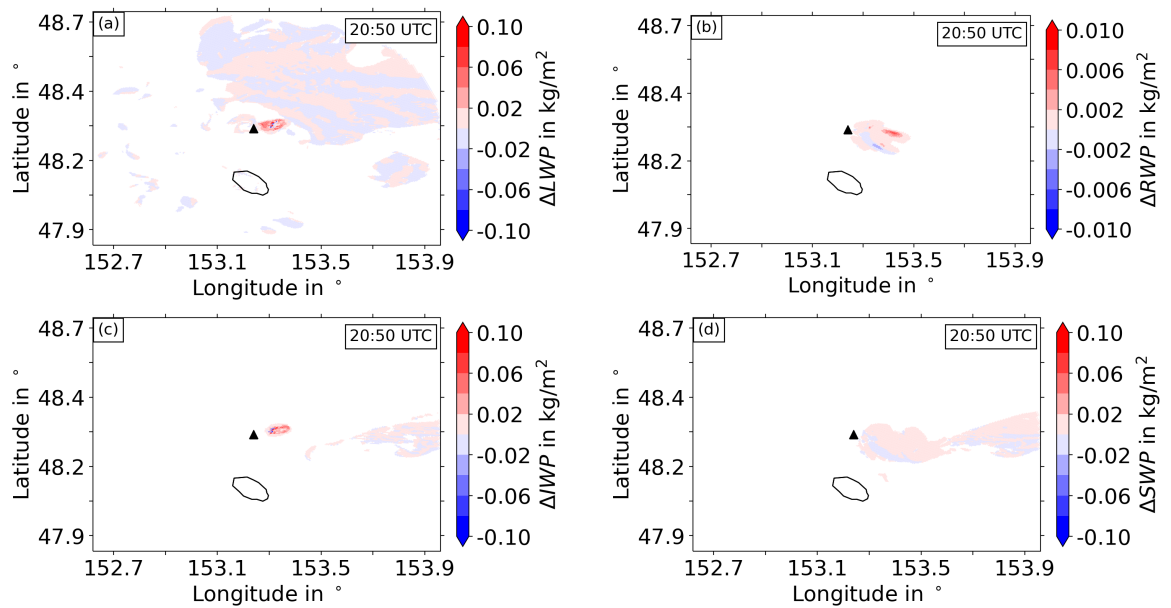 (a)
20:50 UTC
48.7
48.4
48.2
47.9
Latitude in °
152.7 153.1 153.5 153.9
Longitude in °
0.10
0.06
0.02
-0.02
-0.06
-0.10
ΔLWP in kg/m²
(b)
20:50 UTC
48.7
48.4
48.2
47.9
Latitude in °
152.7 153.1 153.5 153.9
Longitude in °
0.010
0.006
0.002
-0.002
-0.006
-0.010
ΔRWP in kg/m²
(c)
20:50 UTC
48.7
48.4
48.2
47.9
Latitude in °
152.7 153.1 153.5 153.9
Longitude in °
0.10
0.06
0.02
-0.02
-0.06
-0.10
ΔIWP in kg/m²
(d)
20:50 UTC
48.7
48.4
48.2
47.9
Latitude in °
152.7 153.1 153.5 153.9
Longitude in °
0.10
0.06
0.02
-0.02
-0.06
-0.10
ΔSWP in kg/m²